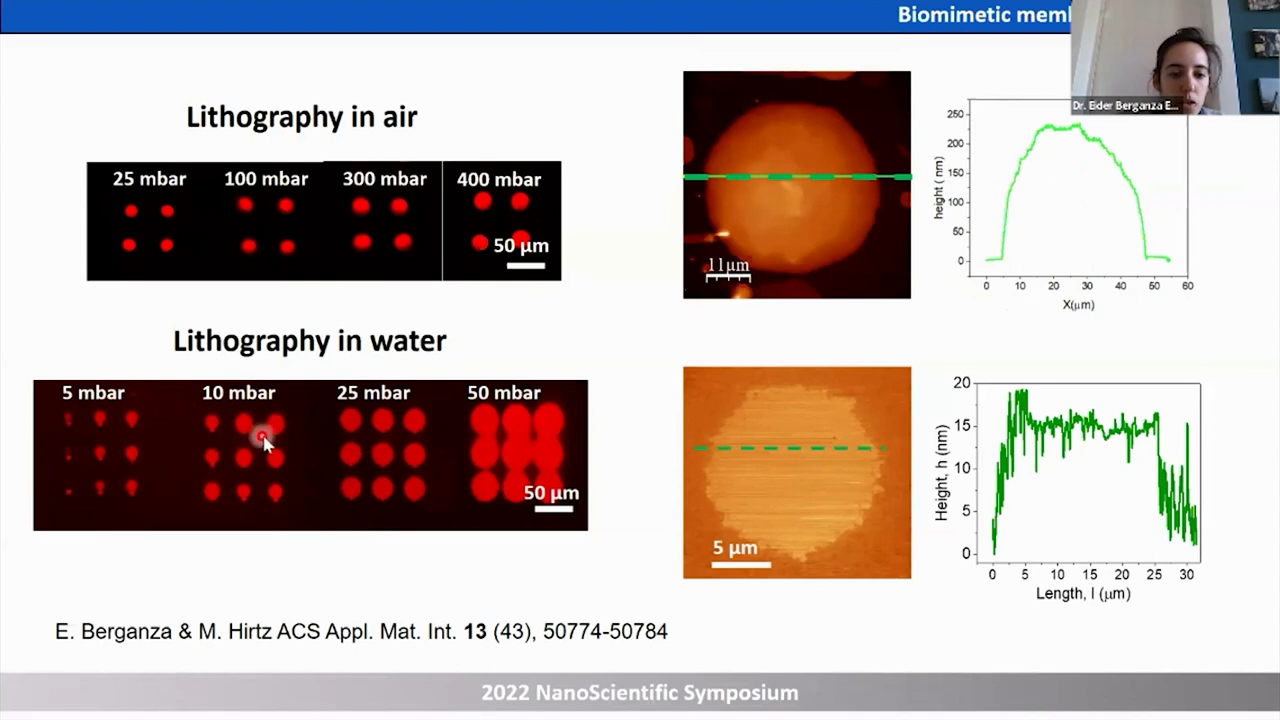 Biomimetic mem
Dr. Eider Berganza E...
Lithography in air
25 mbar
100 mbar
300 mbar
400 mbar
50 µm
11µm
250
200
150
100
50
0
height (nm)
0 10 20 30 40 50 60
X(µm)
Lithography in water
5 mbar
10 mbar
25 mbar
50 mbar
50 µm
5 µm
20
15
10
5
0
Height, h (nm)
0 5 10 15 20 25 30
Length, l (µm)
E. Berganza & M. Hirtz ACS Appl. Mat. Int. 13 (43), 50774-50784
2022 NanoScientific Symposium